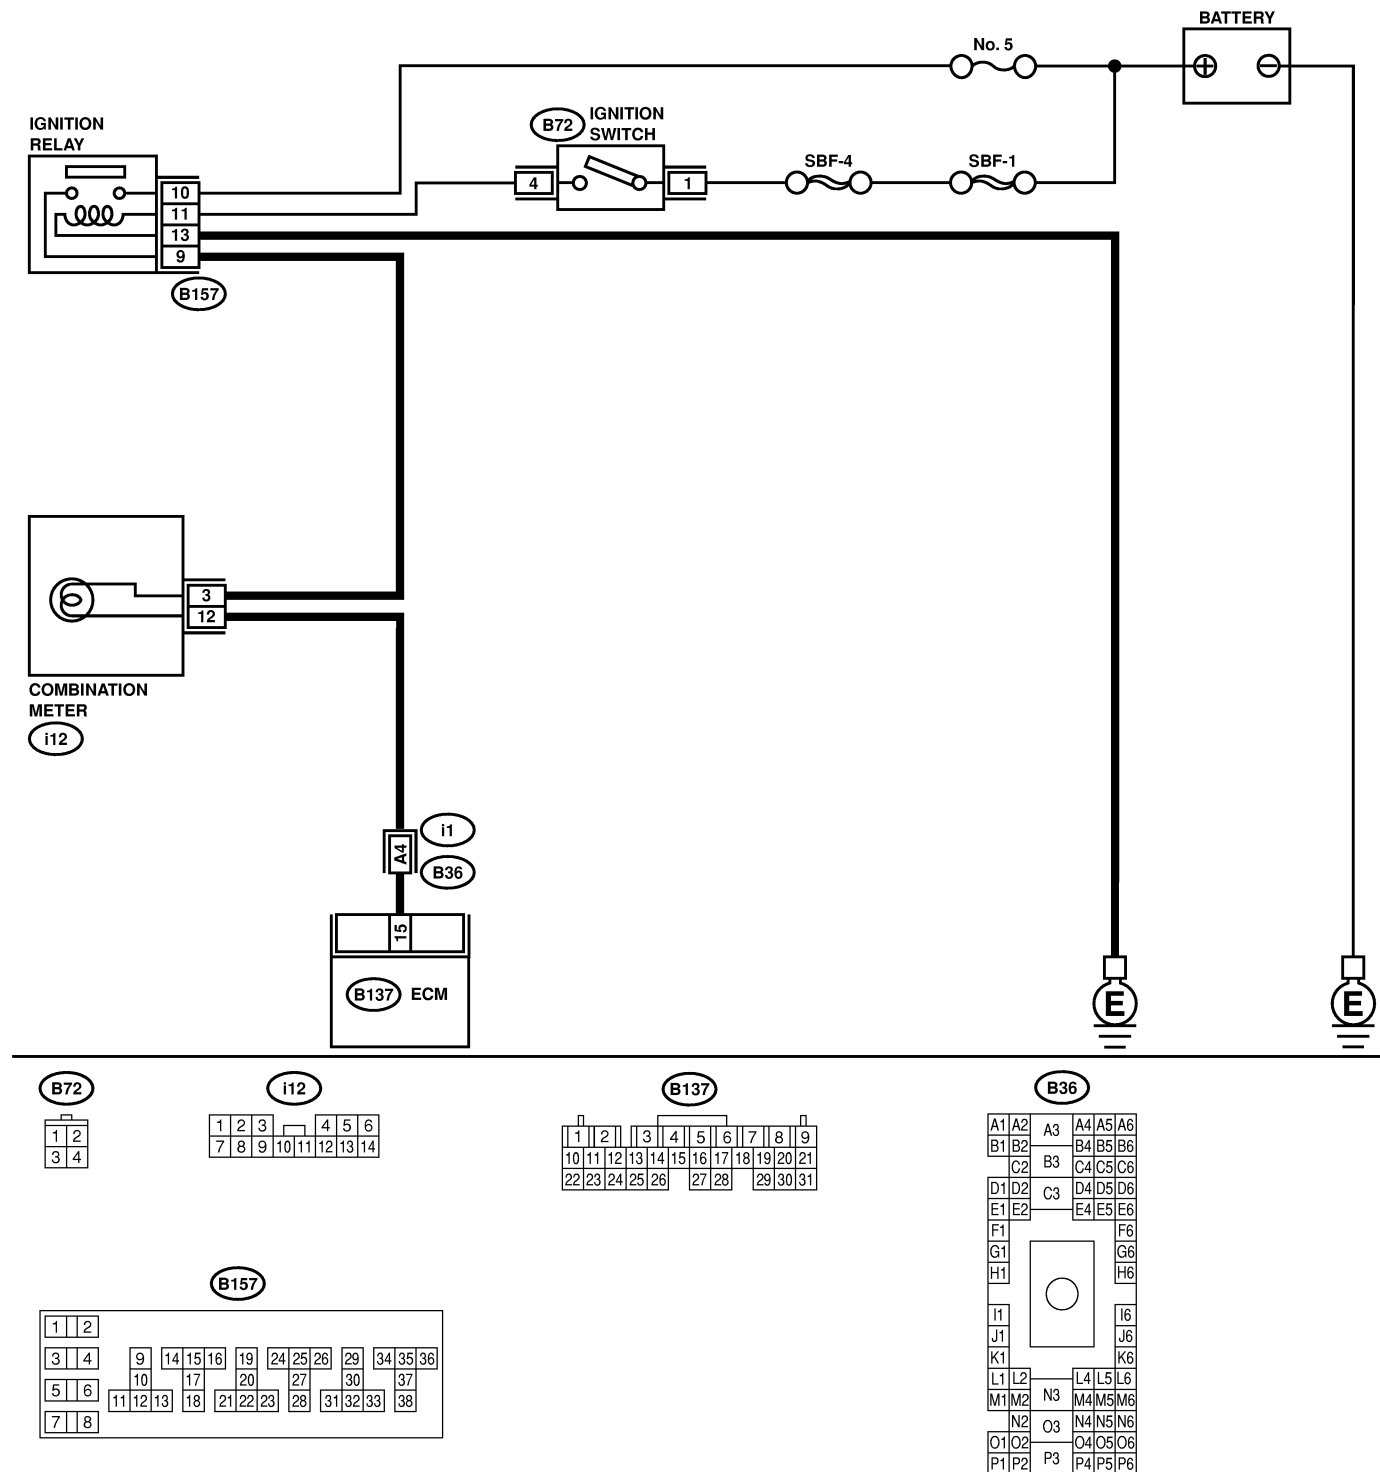 BATTERY
No. 5
IGNITION
RELAY
B72
IGNITION
SWITCH
SBF-4
SBF-1
4
1
10
11
13
9
B157
3
12
COMBINATION
METER
i12
i1
A4
B36
15
B137 ECM
E
E
B72
1 2
3 4
i12
1 2 3 4 5 6
7 8 9 10 11 12 13 14
B137
1 2 3 4 5 6 7 8 9
10 11 12 13 14 15 16 17 18 19 20 21
22 23 24 25 26 27 28 29 30 31
B36
A1 A2 A3 A4 A5 A6
B1 B2 B4 B5 B6
B3
C2 C4 C5 C6
D1 D2 C3 D4 D5 D6
E1 E2 E4 E5 E6
F1 F6
G1 G6
H1 H6
I1 I6
J1 J6
K1 K6
L1 L2 L4 L5 L6
M1 M2 N3 M4 M5 M6
N2 O3 N4 N5 N6
O1 O2 O4 O5 O6
P1 P2 P3 P4 P5 P6
B157
1 2
3 4 9 14 15 16 19 24 25 26 29 34 35 36
10 17 20 27 30 37
5 6
11 12 13 18 21 22 23 28 31 32 33 38
7 8